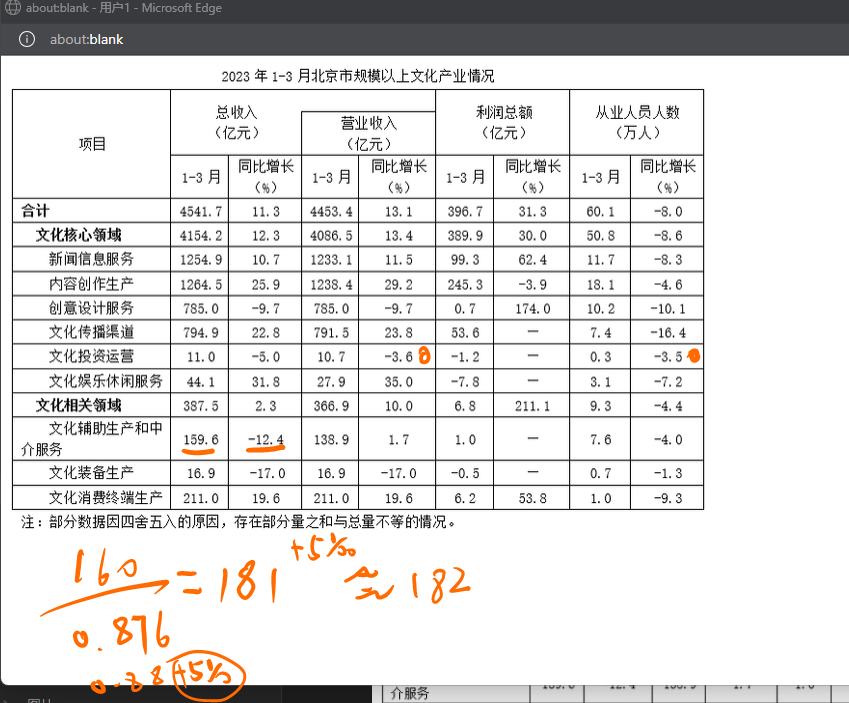 about:blank - 用户1 - Microsoft Edge
about:blank
2023 年 1-3 月北京市规模以上文化产业情况
项目 总收入（亿元） 营业收入（亿元） 利润总额（亿元） 从业人员人数（万人）
1-3 月 同比增长（%） 1-3 月 同比增长（%） 1-3 月 同比增长（%） 1-3 月 同比增长（%）
合计 4541.7 11.3 4453.4 13.1 396.7 31.3 60.1 -8.0
文化核心领域 4154.2 12.3 4086.5 13.4 389.9 30.0 50.8 -8.6
新闻信息服务 1254.9 10.7 1233.1 11.5 99.3 62.4 11.7 -8.3
内容创作生产 1264.5 25.9 1238.4 29.2 245.3 -3.9 18.1 -4.6
创意设计服务 785.0 -9.7 785.0 -9.7 0.7 174.0 10.2 -10.1
文化传播渠道 794.9 22.8 791.5 23.8 53.6 — 7.4 -16.4
文化投资运营 11.0 -5.0 10.7 -3.6 -1.2 — 0.3 -3.5
文化娱乐休闲服务 44.1 31.8 27.9 35.0 -7.8 — 3.1 -7.2
文化相关领域 387.5 2.3 366.9 10.0 6.8 211.1 9.3 -4.4
文化辅助生产和中介服务 159.6 -12.4 138.9 1.7 1.0 — 7.6 -4.0
文化装备生产 16.9 -17.0 16.9 -17.0 -0.5 — 0.7 -1.3
文化消费终端生产 211.0 19.6 211.0 19.6 6.2 53.8 1.0 -9.3
注：部分数据因四舍五入的原因，存在部分量之和与总量不等的情况。
+5‰
160 = 181 ≈ 182
0.876
0.88 +5‰
介服务